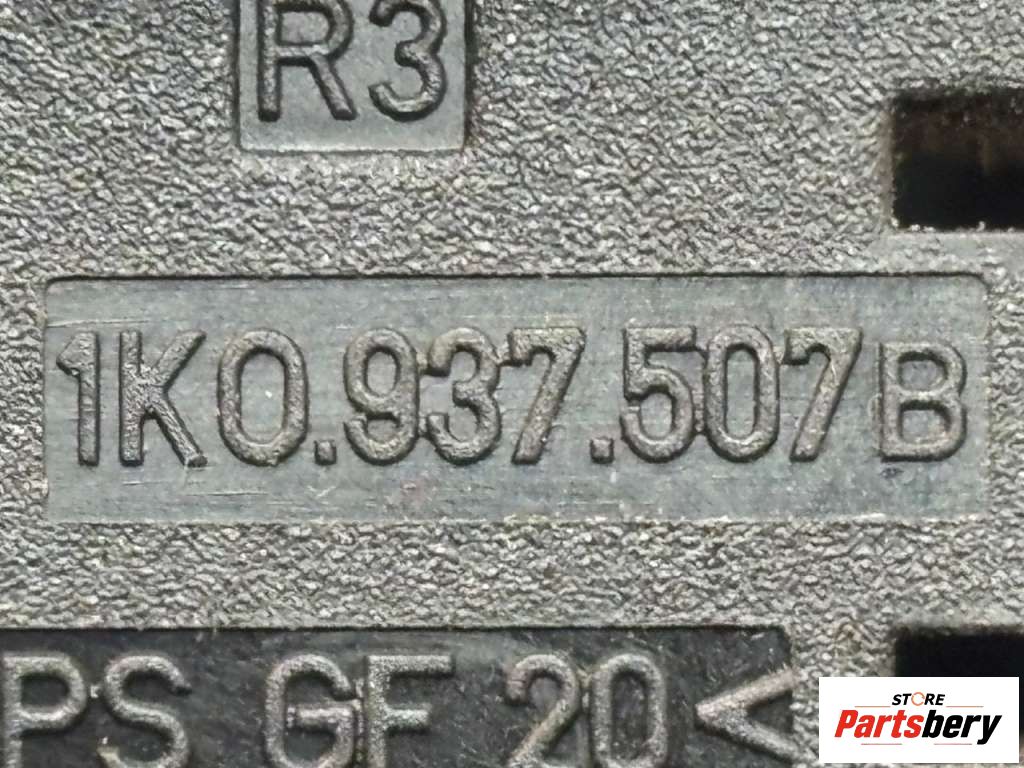 R3
1K0.937.507B
PS GF 20<
STORE
Partsbery